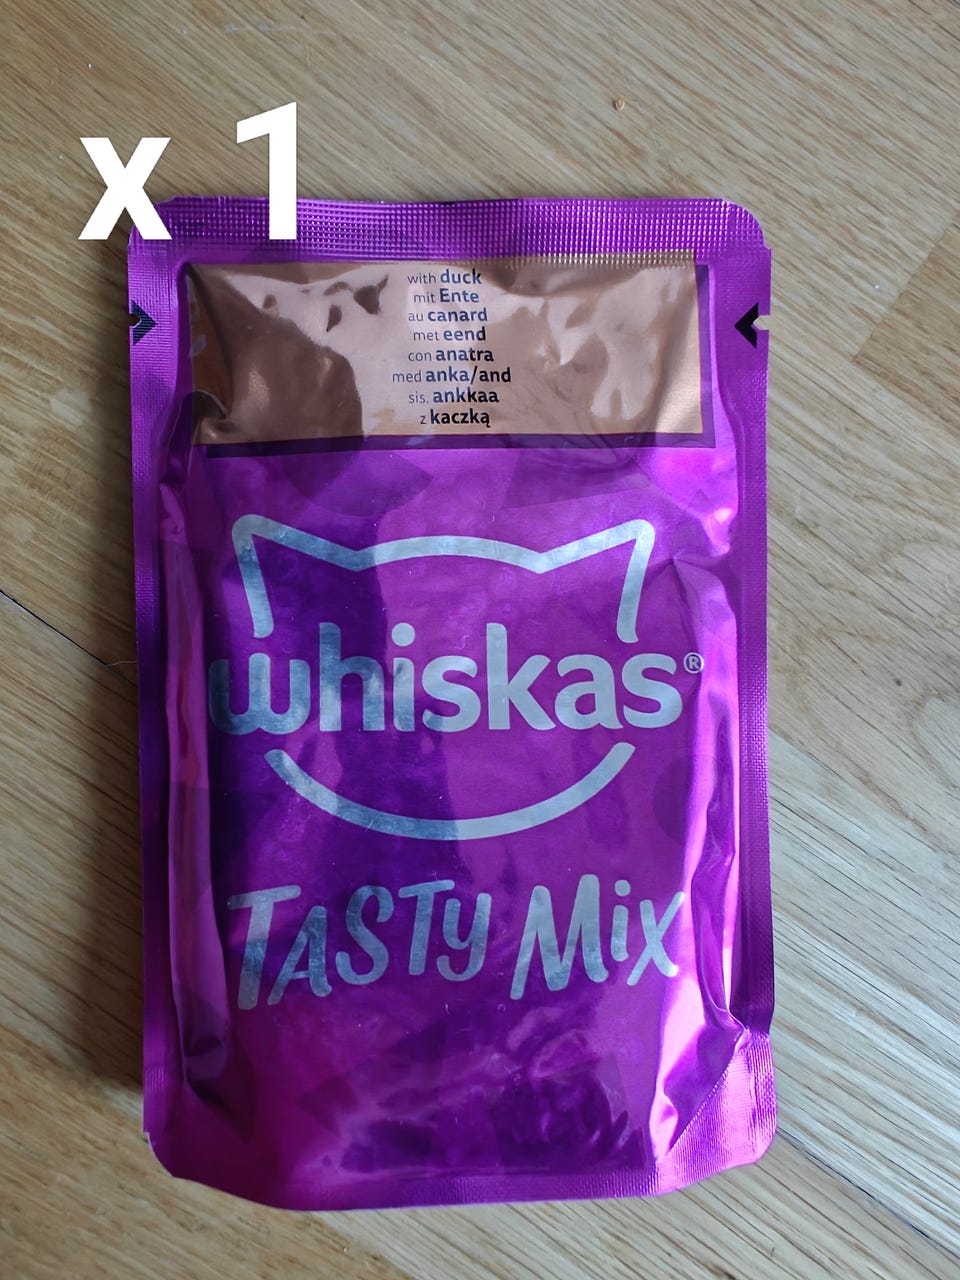 x 1
with duck
mit Ente
au canard
met eend
con anatra
med anka/and
sis. ankkaa
z kaczką
whiskas®
TASTY MiX